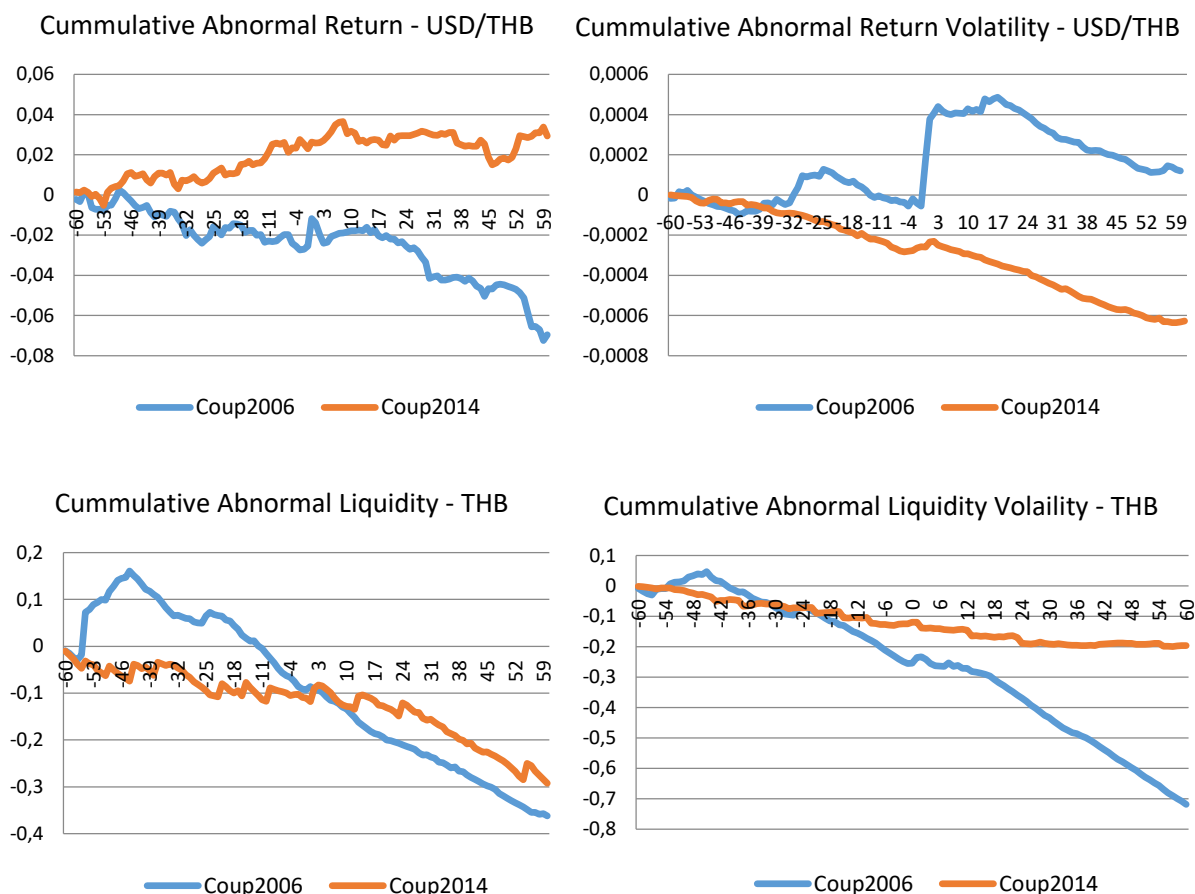 Cummulative Abnormal Return - USD/THB
0,06
0,04
0,02
0
-0,02
-0,04
-0,06
-0,08
-60 -53 -46 -39 -32 -25 -18 -11 -4 3 10 17 24 31 38 45 52 59
Coup2006 Coup2014
Cummulative Abnormal Return Volatility - USD/THB
0,0006
0,0004
0,0002
0
-0,0002
-0,0004
-0,0006
-0,0008
-60 -53 -46 -39 -32 -25 -18 -11 -4 3 10 17 24 31 38 45 52 59
Coup2006 Coup2014
Cummulative Abnormal Liquidity - THB
0,2
0,1
0
-0,1
-0,2
-0,3
-0,4
-60 -53 -46 -39 -32 -25 -18 -11 -4 3 10 17 24 31 38 45 52 59
Coup2006 Coup2014
Cummulative Abnormal Liquidity Volaility - THB
0,1
0
-0,1
-0,2
-0,3
-0,4
-0,5
-0,6
-0,7
-0,8
-60 -54 -48 -42 -36 -30 -24 -18 -12 -6 0 6 12 18 24 30 36 42 48 54 60
Coup2006 Coup2014